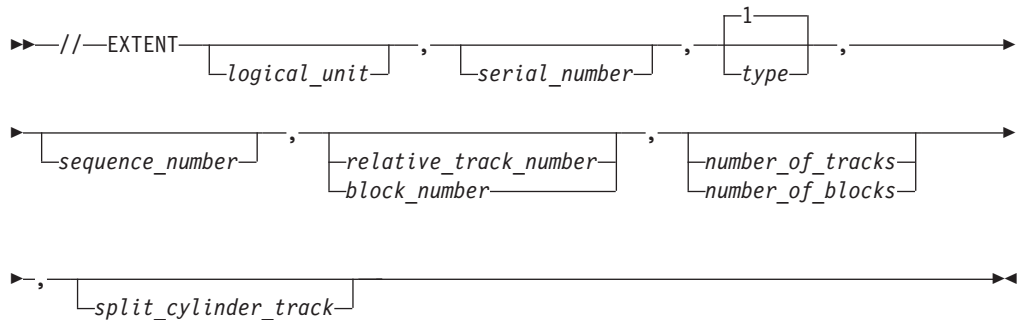 1
// EXTENT , , ,
logical_unit serial_number type
, ,
sequence_number relative_track_number number_of_tracks
block_number number_of_blocks
,
split_cylinder_track